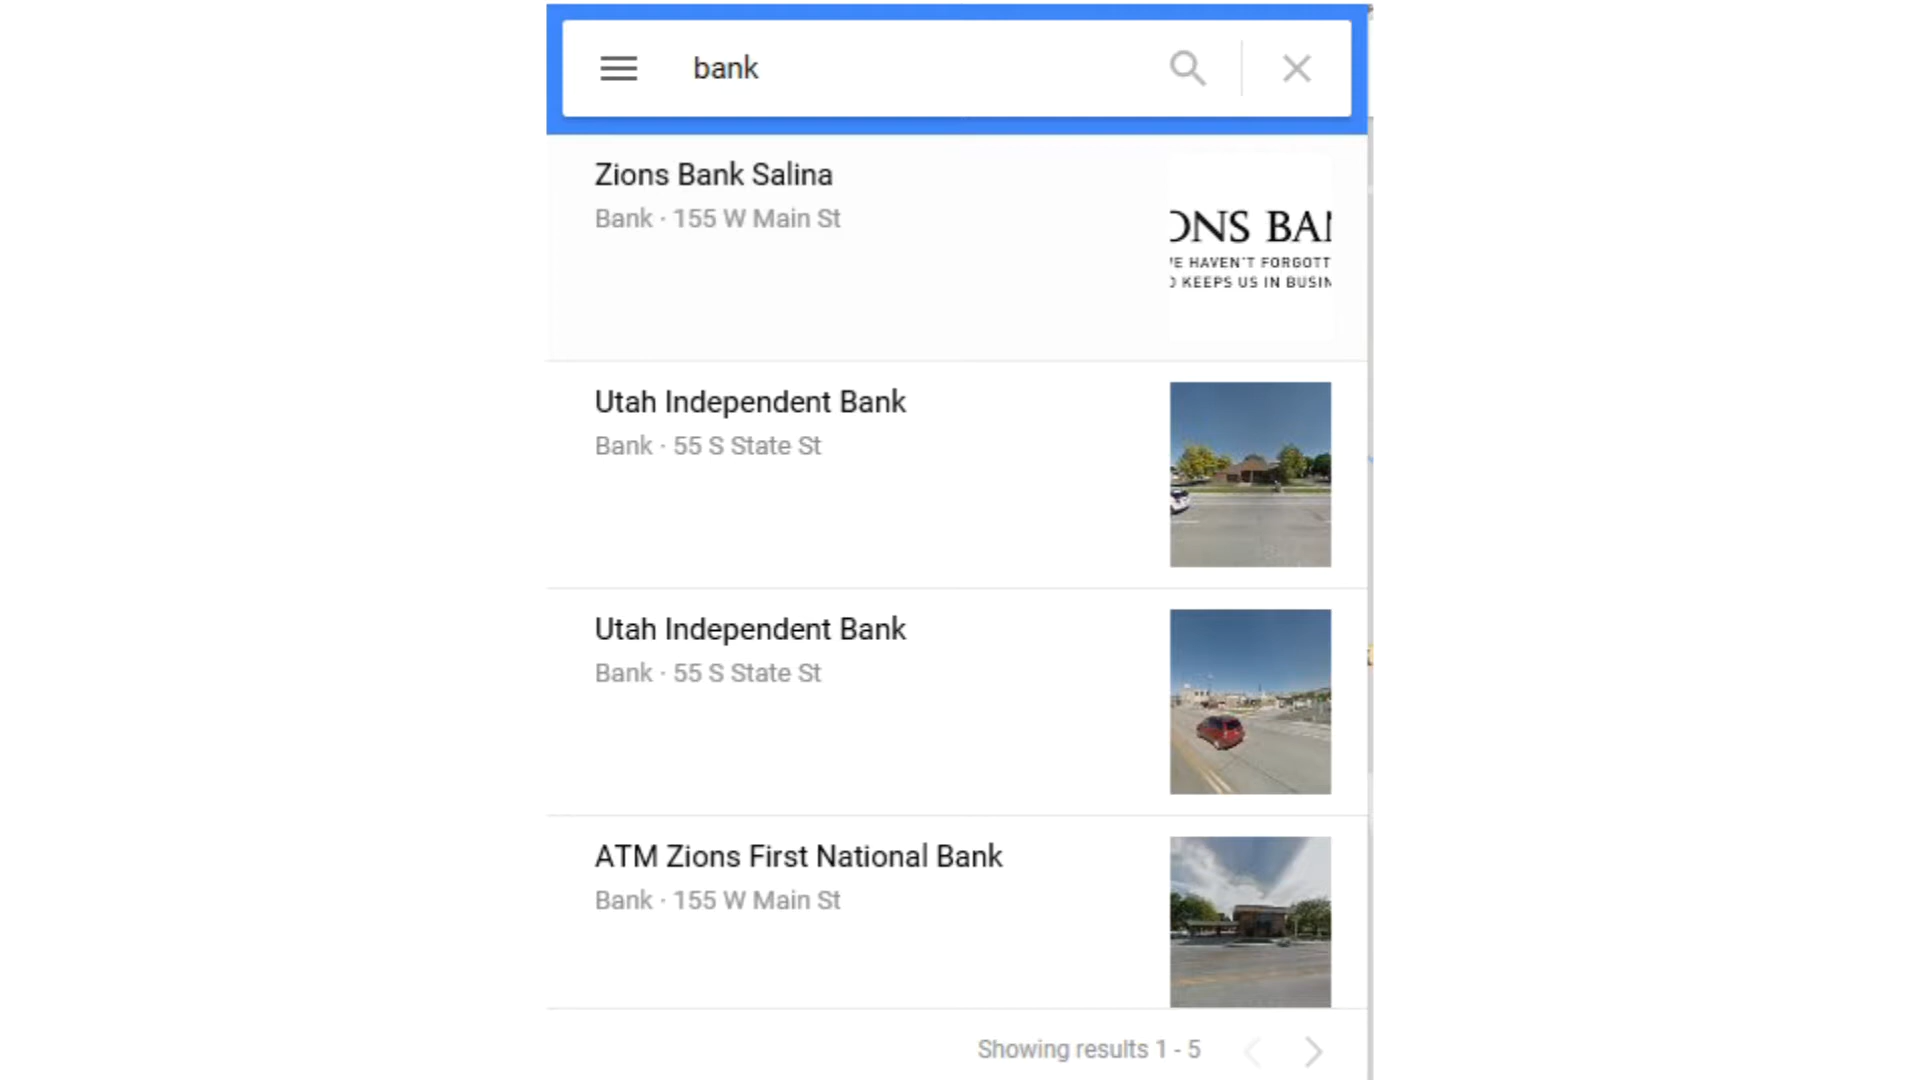 bank
Zions Bank Salina
Bank · 155 W Main St
ONS BAN
VE HAVEN'T FORGOTT
O KEEPS US IN BUSIN
Utah Independent Bank
Bank · 55 S State St
Utah Independent Bank
Bank · 55 S State St
ATM Zions First National Bank
Bank · 155 W Main St
Showing results 1 - 5